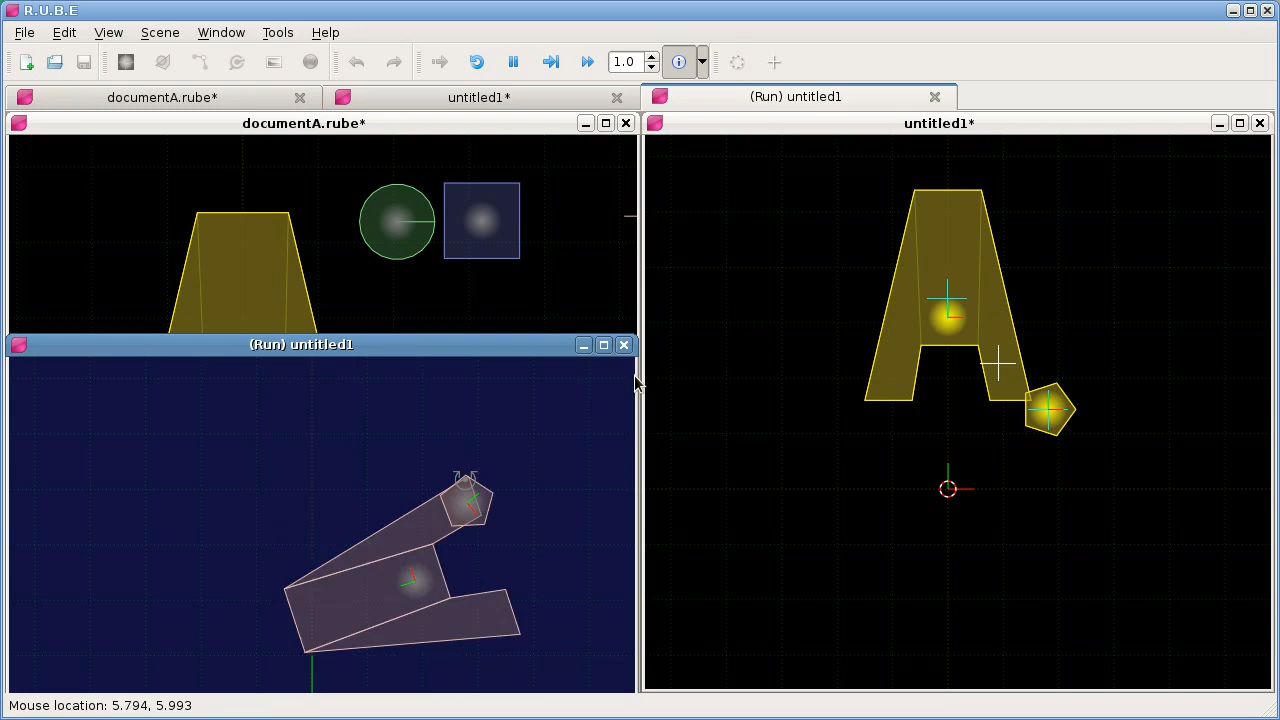 R.U.B.E
File Edit View Scene Window Tools Help
1.0
documentA.rube* untitled1* (Run) untitled1
documentA.rube* untitled1*
(Run) untitled1
Mouse location: 5.794, 5.993